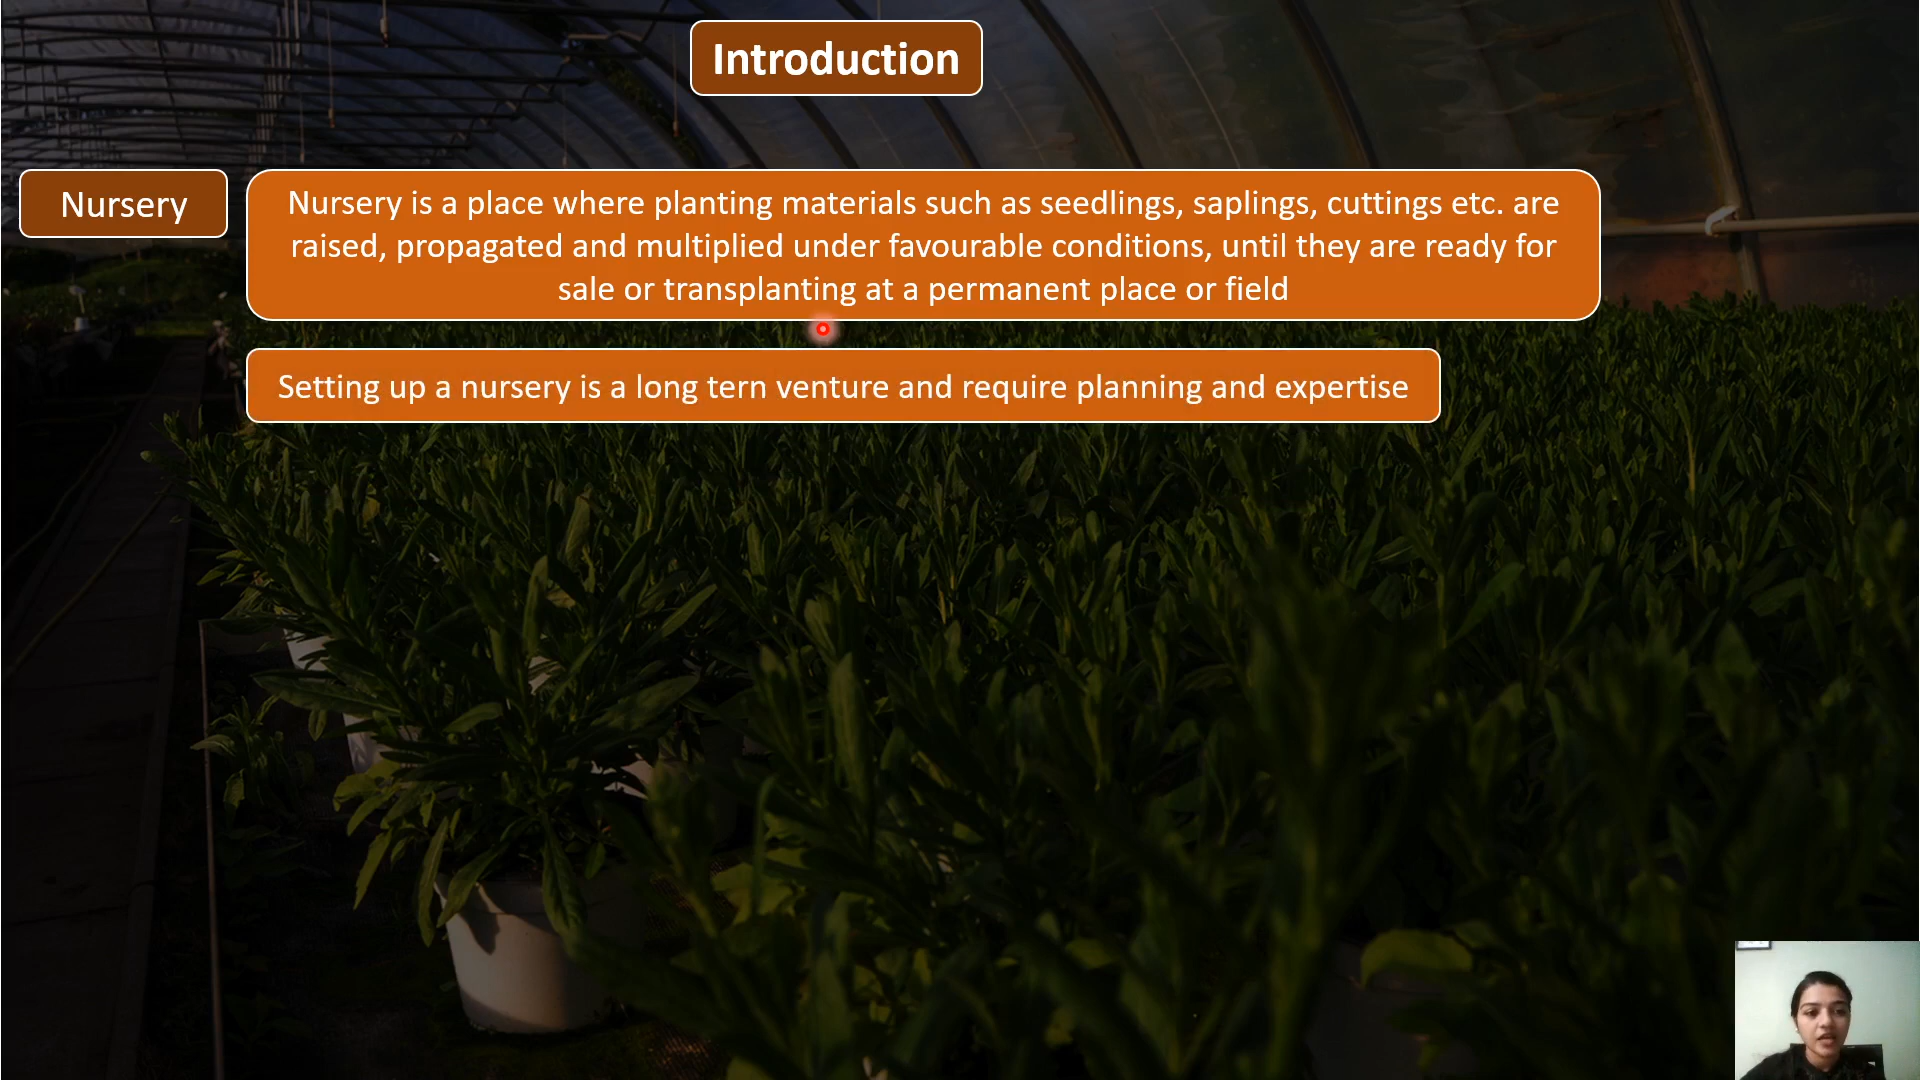 Introduction
Nursery
Nursery is a place where planting materials such as seedlings, saplings, cuttings etc. are
raised, propagated and multiplied under favourable conditions, until they are ready for
sale or transplanting at a permanent place or field
Setting up a nursery is a long tern venture and require planning and expertise